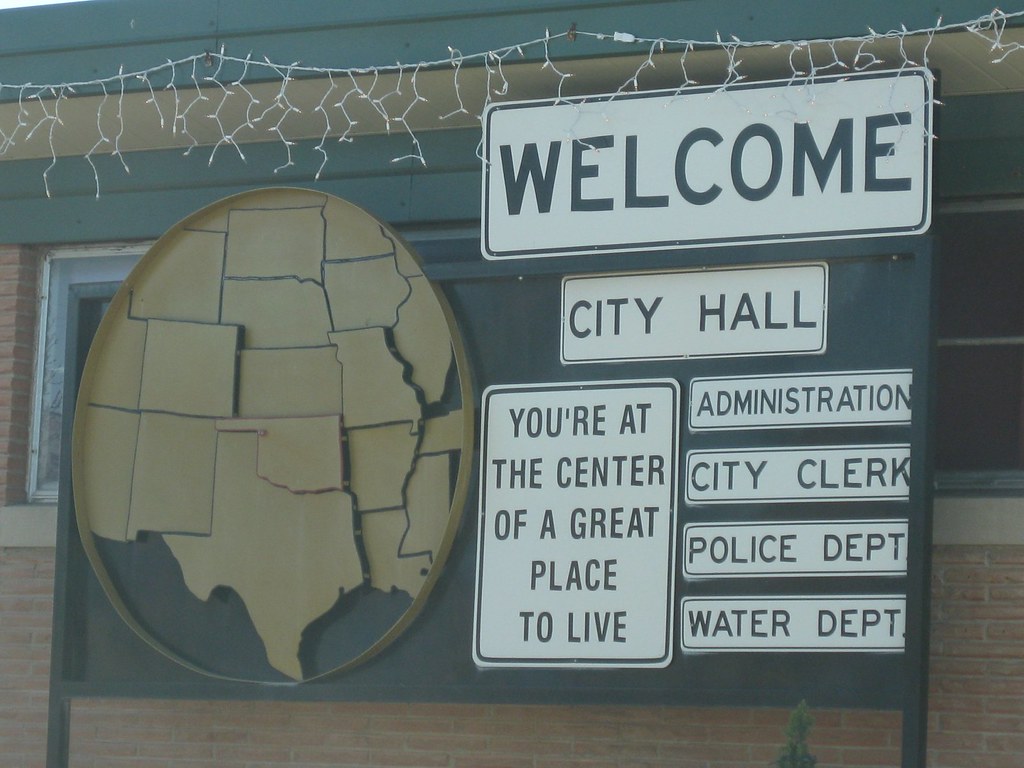 WELCOME
CITY HALL
YOU'RE AT
THE CENTER
OF A GREAT
PLACE
TO LIVE
ADMINISTRATION
CITY CLERK
POLICE DEPT.
WATER DEPT.